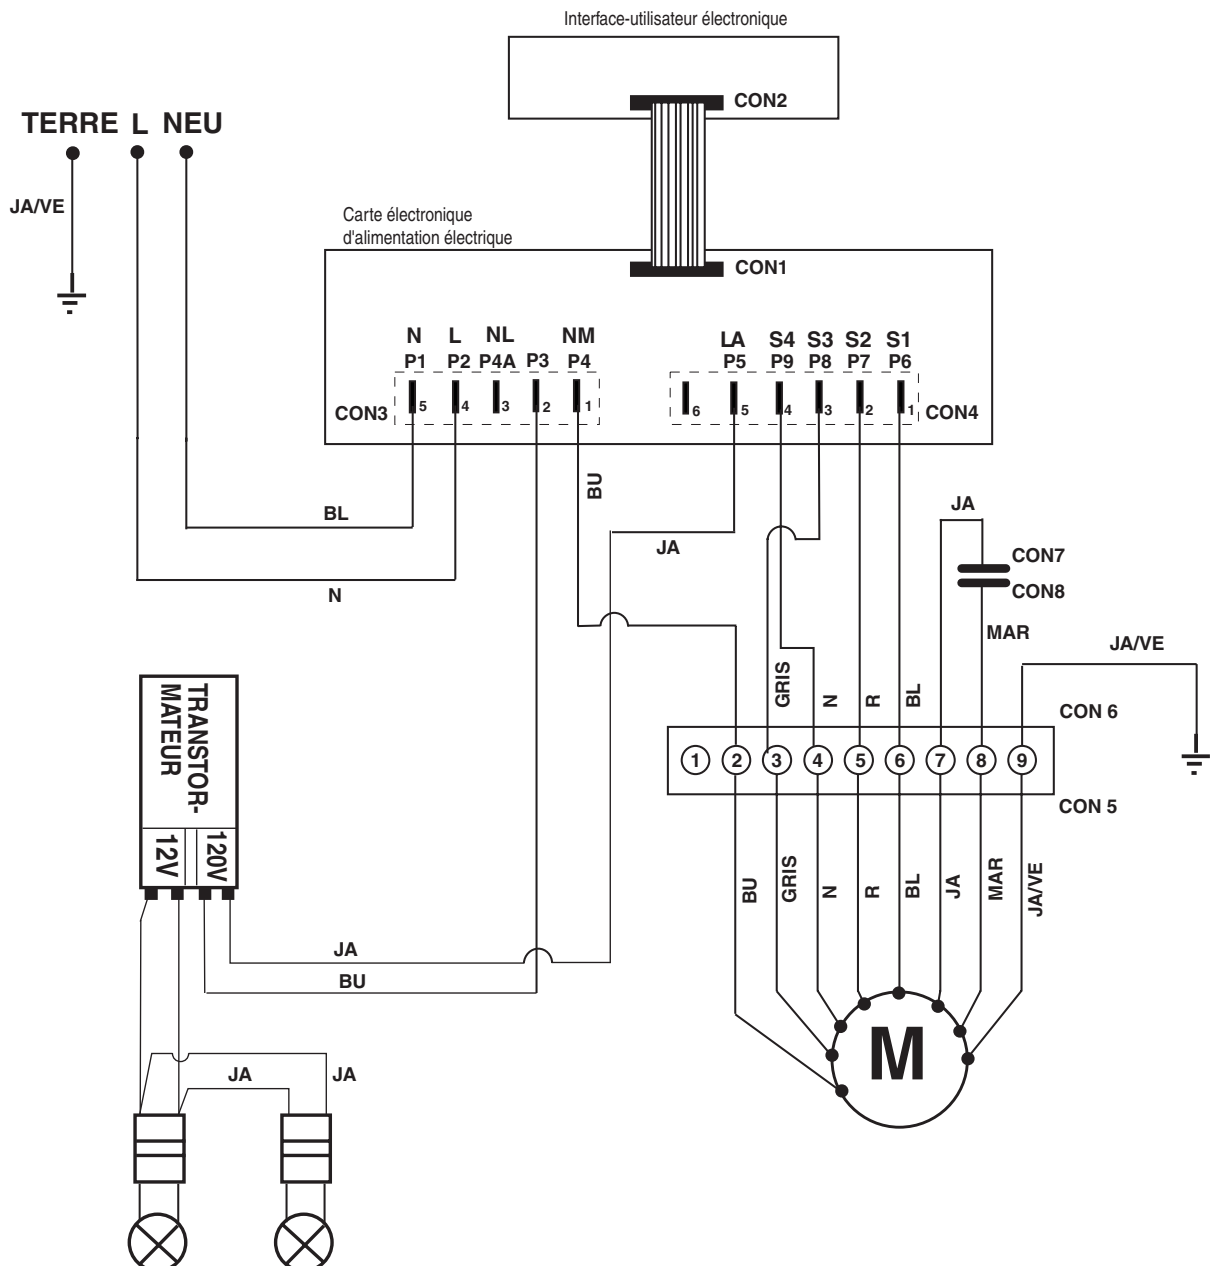 Interface-utilisateur électronique
CON2
TERRE L NEU
JA/VE
Carte électronique
d'alimentation électrique
CON1
N L NL NM
P1 P2 P4A P3 P4
LA S4 S3 S2 S1
P5 P9 P8 P7 P6
CON3
5 4 3 2 1
6 5 4 3 2 1
CON4
BU
BL
JA
JA
N
CON7
CON8
MAR
JA/VE
GRIS
N
R
BL
CON 6
1 2 3 4 5 6 7 8 9
CON 5
TRANSTOR-
MATEUR
12V
120V
BU
GRIS
N
R
BL
JA
MAR
JA/VE
JA
BU
M
JA
JA